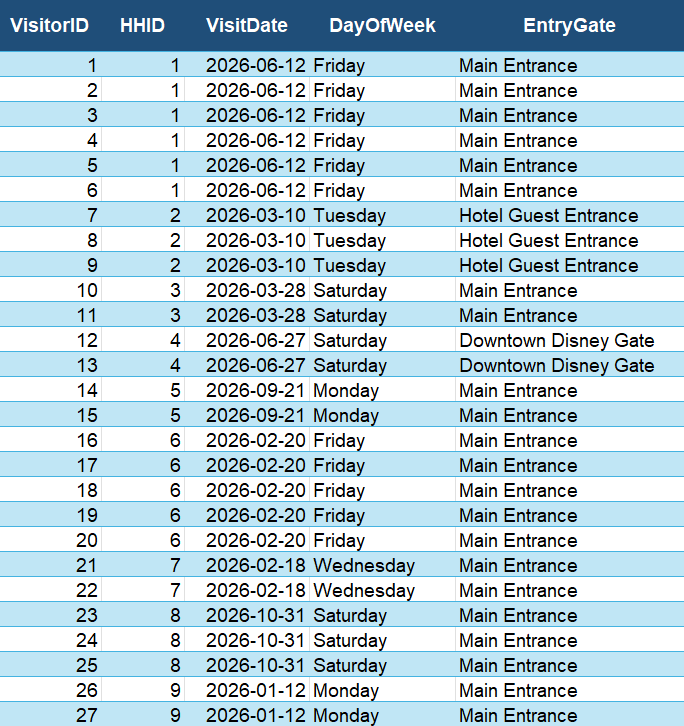 VisitorID HHID VisitDate DayOfWeek EntryGate
1 1 2026-06-12 Friday Main Entrance
2 1 2026-06-12 Friday Main Entrance
3 1 2026-06-12 Friday Main Entrance
4 1 2026-06-12 Friday Main Entrance
5 1 2026-06-12 Friday Main Entrance
6 1 2026-06-12 Friday Main Entrance
7 2 2026-03-10 Tuesday Hotel Guest Entrance
8 2 2026-03-10 Tuesday Hotel Guest Entrance
9 2 2026-03-10 Tuesday Hotel Guest Entrance
10 3 2026-03-28 Saturday Main Entrance
11 3 2026-03-28 Saturday Main Entrance
12 4 2026-06-27 Saturday Downtown Disney Gate
13 4 2026-06-27 Saturday Downtown Disney Gate
14 5 2026-09-21 Monday Main Entrance
15 5 2026-09-21 Monday Main Entrance
16 6 2026-02-20 Friday Main Entrance
17 6 2026-02-20 Friday Main Entrance
18 6 2026-02-20 Friday Main Entrance
19 6 2026-02-20 Friday Main Entrance
20 6 2026-02-20 Friday Main Entrance
21 7 2026-02-18 Wednesday Main Entrance
22 7 2026-02-18 Wednesday Main Entrance
23 8 2026-10-31 Saturday Main Entrance
24 8 2026-10-31 Saturday Main Entrance
25 8 2026-10-31 Saturday Main Entrance
26 9 2026-01-12 Monday Main Entrance
27 9 2026-01-12 Monday Main Entrance